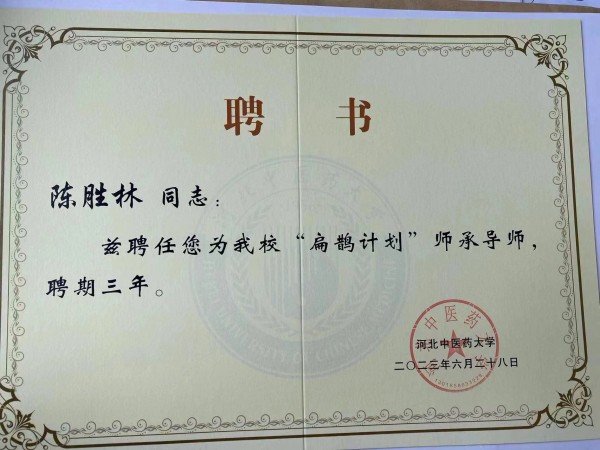 聘 书
陈胜林 同志：
兹聘任您为我校“扁鹊计划”师承导师，
聘期三年。
河北中医药大学
二〇二三年六月二十八日